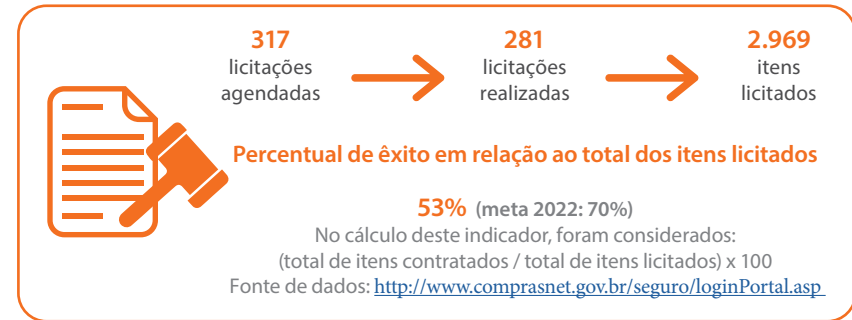 317
licitações
agendadas
281
licitações
realizadas
2.969
itens
licitados
Percentual de êxito em relação ao total dos itens licitados
53% (meta 2022: 70%)
No cálculo deste indicador, foram considerados:
(total de itens contratados / total de itens licitados) x 100
Fonte de dados: http://www.comprasnet.gov.br/seguro/loginPortal.asp